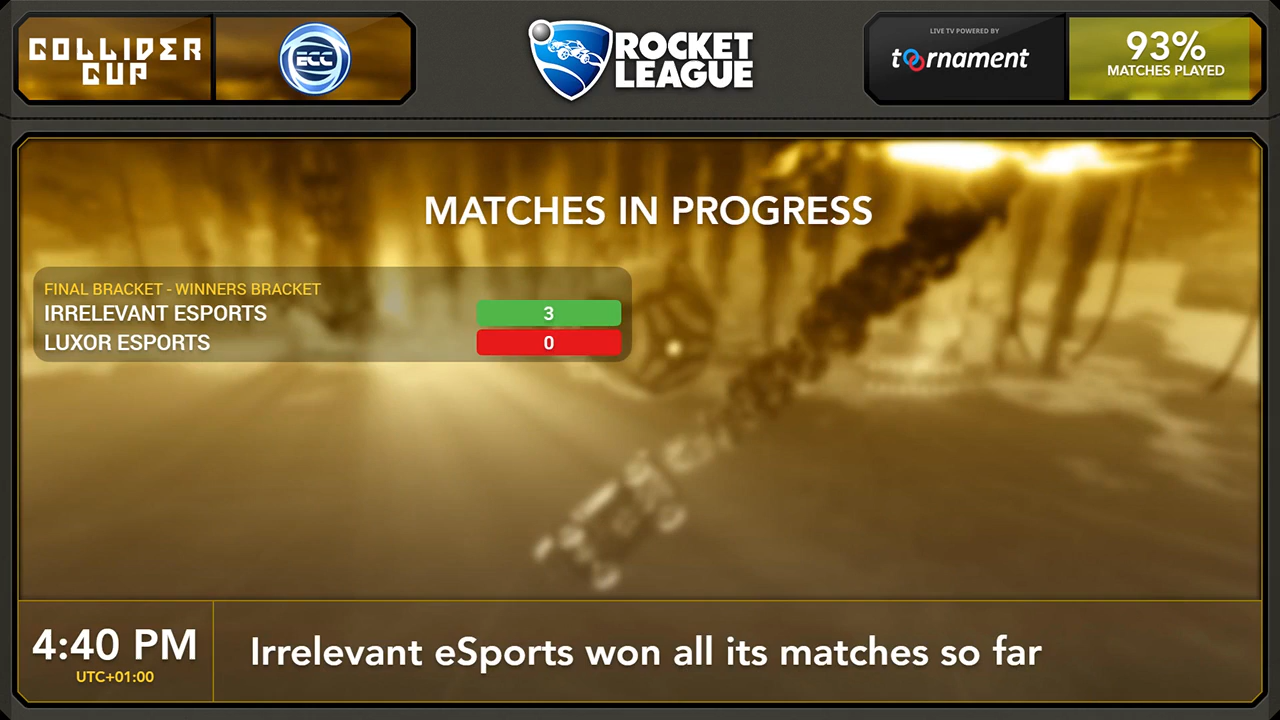 COLLIDER
CUP
ECC
ROCKET
LEAGUE
LIVE TV POWERED BY
toornament
93%
MATCHES PLAYED
MATCHES IN PROGRESS
FINAL BRACKET - WINNERS BRACKET
IRRELEVANT ESPORTS 3
LUXOR ESPORTS 0
4:40 PM
UTC+01:00
Irrelevant eSports won all its matches so far